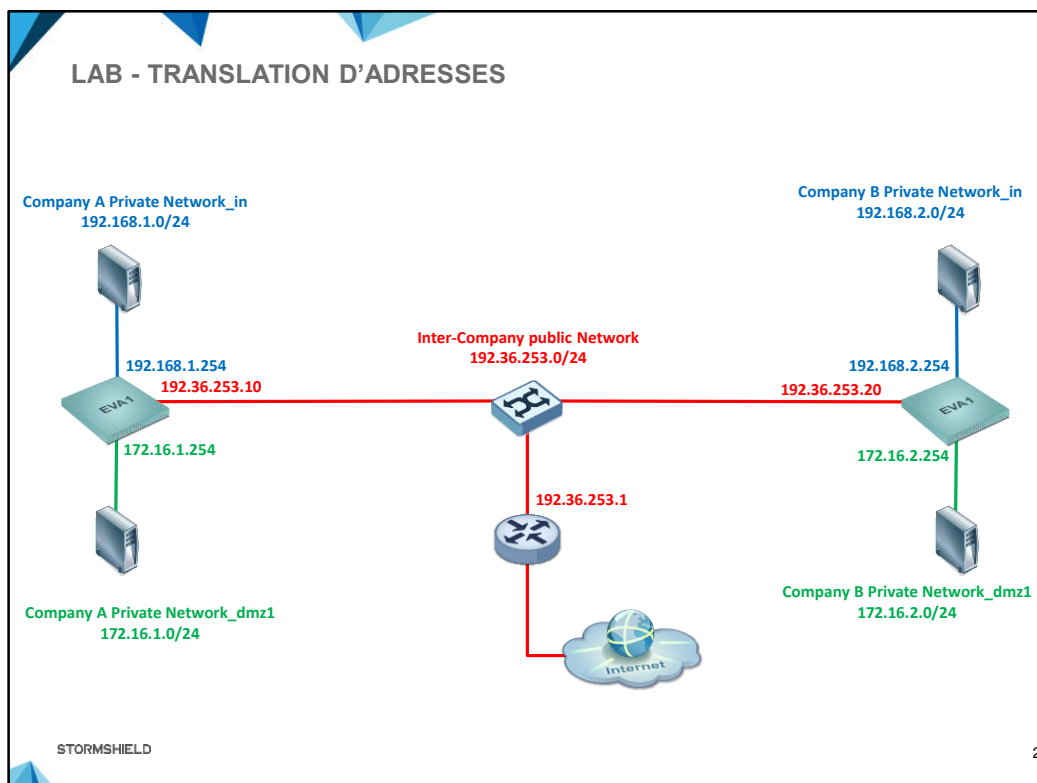 LAB - TRANSLATION D'ADRESSES
Company A Private Network_in
192.168.1.0/24
Company B Private Network_in
192.168.2.0/24
Inter-Company public Network
192.36.253.0/24
192.168.1.254
192.36.253.10
EVA1
172.16.1.254
192.168.2.254
192.36.253.20
EVA1
172.16.2.254
192.36.253.1
Company A Private Network_dmz1
172.16.1.0/24
Company B Private Network_dmz1
172.16.2.0/24
Internet
STORMSHIELD
2